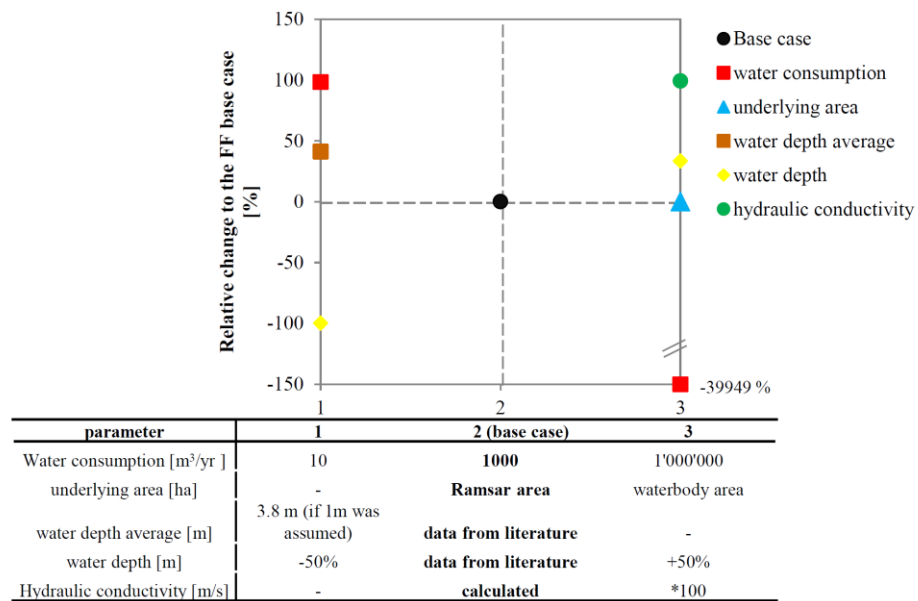 Relative change to the FF base case
[%]
150
100
50
0
-50
-100
-150
1
2
3
-39949 %
Base case
water consumption
underlying area
water depth average
water depth
hydraulic conductivity
parameter 1 2 (base case) 3
Water consumption [m³/yr ] 10 1000 1'000'000
underlying area [ha] - Ramsar area waterbody area
water depth average [m] 3.8 m (if 1m was assumed) data from literature -
water depth [m] -50% data from literature +50%
Hydraulic conductivity [m/s] - calculated *100